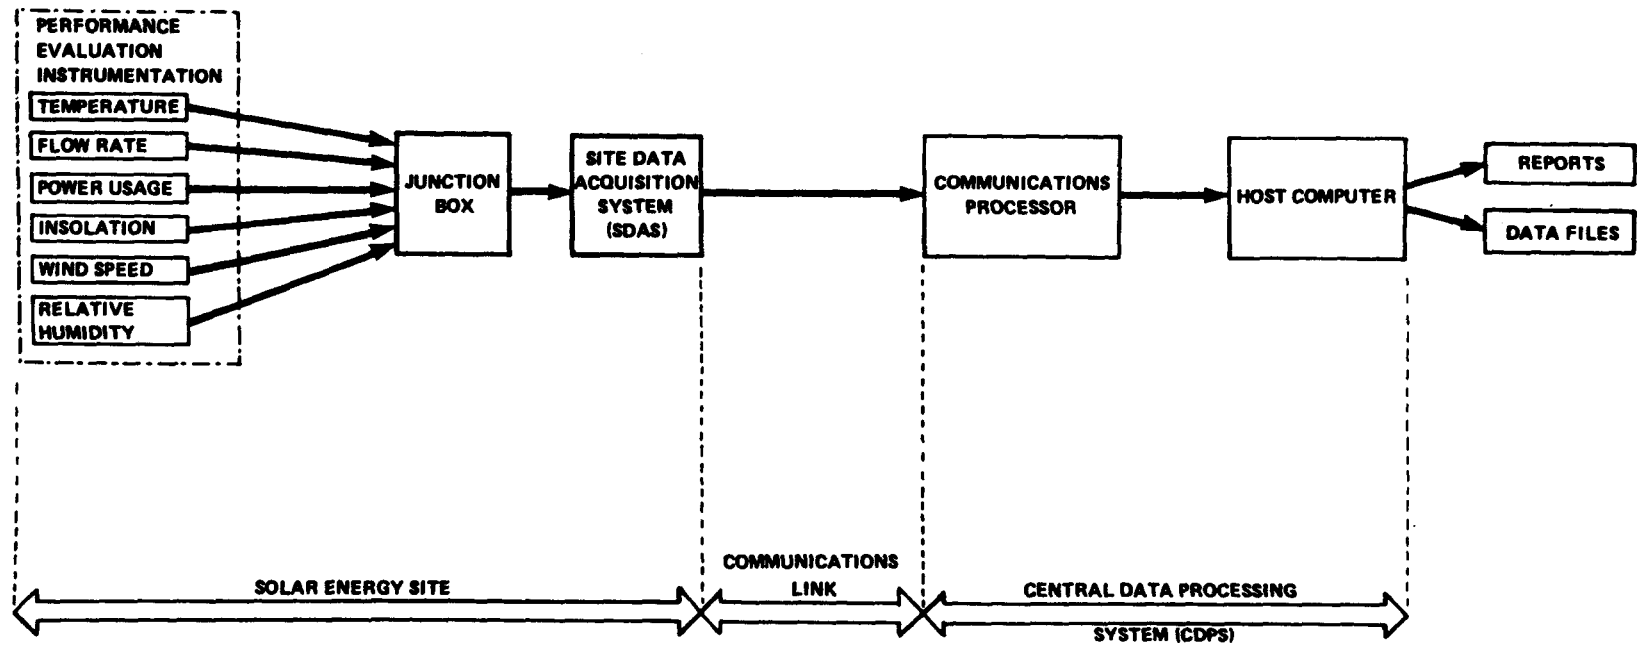 PERFORMANCE
EVALUATION
INSTRUMENTATION
TEMPERATURE
FLOW RATE
POWER USAGE
INSOLATION
WIND SPEED
RELATIVE
HUMIDITY
JUNCTION
BOX
SITE DATA
ACQUISITION
SYSTEM
(SDAS)
COMMUNICATIONS
PROCESSOR
HOST COMPUTER
REPORTS
DATA FILES
SOLAR ENERGY SITE
COMMUNICATIONS
LINK
CENTRAL DATA PROCESSING
SYSTEM (CDPS)